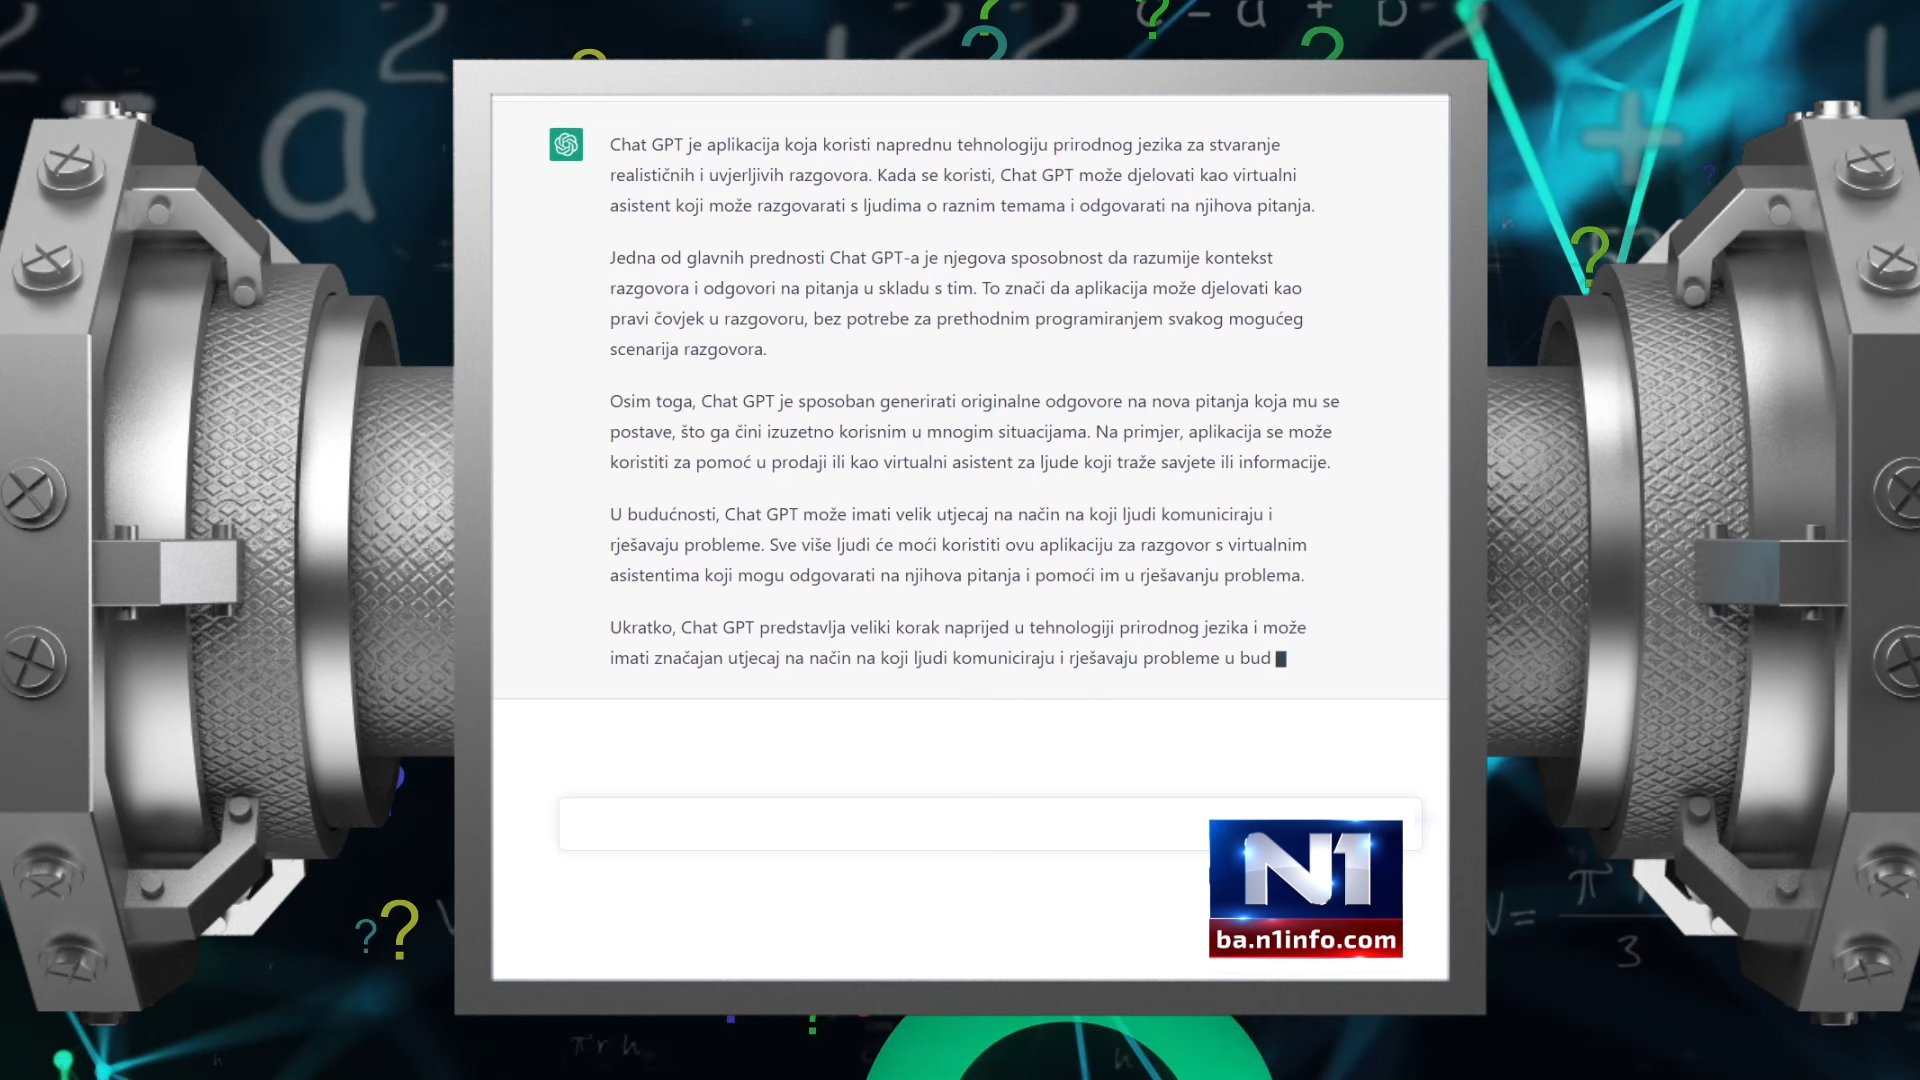 Chat GPT je aplikacija koja koristi naprednu tehnologiju prirodnog jezika za stvaranje
realističnih i uvjerljivih razgovora. Kada se koristi, Chat GPT može djelovati kao virtualni
asistent koji može razgovarati s ljudima o raznim temama i odgovarati na njihova pitanja.
Jedna od glavnih prednosti Chat GPT-a je njegova sposobnost da razumije kontekst
razgovora i odgovori na pitanja u skladu s tim. To znači da aplikacija može djelovati kao
pravi čovjek u razgovoru, bez potrebe za prethodnim programiranjem svakog mogućeg
scenarija razgovora.
Osim toga, Chat GPT je sposoban generirati originalne odgovore na nova pitanja koja mu se
postave, što ga čini izuzetno korisnim u mnogim situacijama. Na primjer, aplikacija se može
koristiti za pomoć u prodaji ili kao virtualni asistent za ljude koji traže savjete ili informacije.
U budućnosti, Chat GPT može imati velik utjecaj na način na koji ljudi komuniciraju i
rješavaju probleme. Sve više ljudi će moći koristiti ovu aplikaciju za razgovor s virtualnim
asistentima koji mogu odgovarati na njihova pitanja i pomoći im u rješavanju problema.
Ukratko, Chat GPT predstavlja veliki korak naprijed u tehnologiji prirodnog jezika i može
imati značajan utjecaj na način na koji ljudi komuniciraju i rješavaju probleme u bud
N1
ba.n1info.com